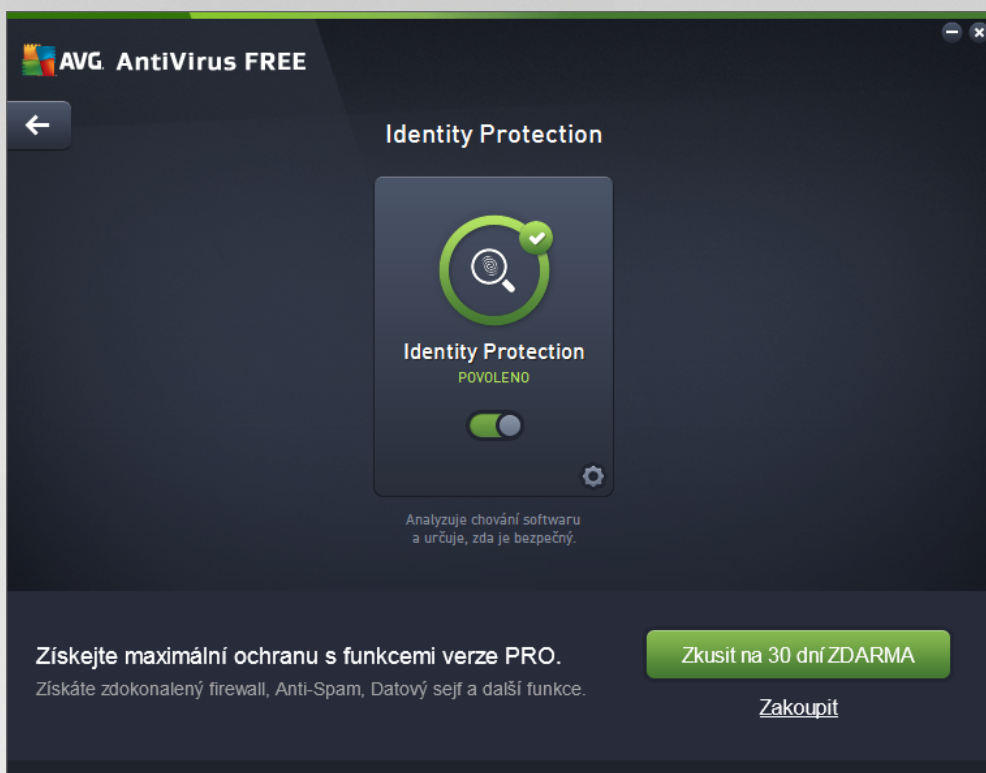 AVG AntiVirus FREE
Identity Protection
Identity Protection
POVOLENO
Analyzuje chování softwaru
a určuje, zda je bezpečný.
Získejte maximální ochranu s funkcemi verze PRO.
Získáte zdokonalený firewall, Anti-Spam, Datový sejf a další funkce.
Zkusit na 30 dní ZDARMA
Zakoupit